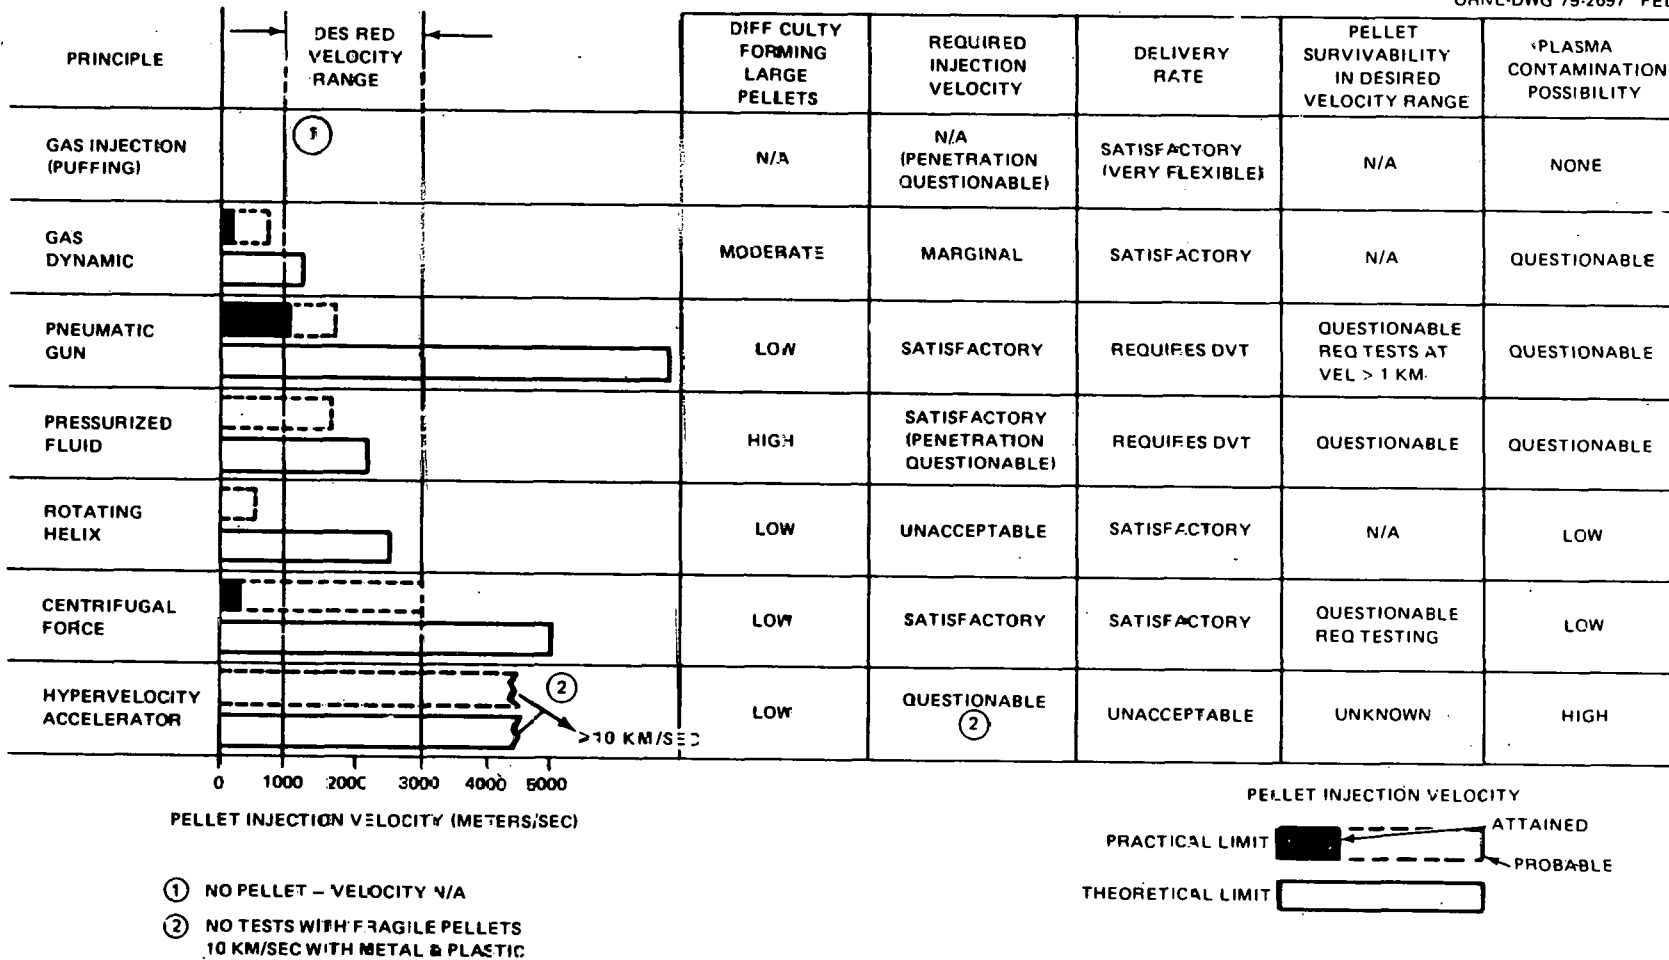 PRINCIPLE
DES RED
VELOCITY
RANGE
DIFF CULTY
FORMING
LARGE
PELLETS
REQUIRED
INJECTION
VELOCITY
DELIVERY
RATE
PELLET
SURVIVABILITY
IN DESIRED
VELOCITY RANGE
PLASMA
CONTAMINATION
POSSIBILITY
GAS INJECTION
(PUFFING)
1
N/A
N/A
(PENETRATION
QUESTIONABLE)
SATISFACTORY
(VERY FLEXIBLE)
N/A
NONE
GAS
DYNAMIC
MODERATE
MARGINAL
SATISFACTORY
N/A
QUESTIONABLE
PNEUMATIC
GUN
LOW
SATISFACTORY
REQUIRES DVT
QUESTIONABLE
REQ TESTS AT
VEL > 1 KM
QUESTIONABLE
PRESSURIZED
FLUID
HIGH
SATISFACTORY
(PENETRATION
QUESTIONABLE)
REQUIRES DVT
QUESTIONABLE
QUESTIONABLE
ROTATING
HELIX
LOW
UNACCEPTABLE
SATISFACTORY
N/A
LOW
CENTRIFUGAL
FORCE
LOW
SATISFACTORY
SATISFACTORY
QUESTIONABLE
REQ TESTING
LOW
HYPERVELOCITY
ACCELERATOR
2
>10 KM/SEC
LOW
QUESTIONABLE
2
UNACCEPTABLE
UNKNOWN
HIGH
0 1000 2000 3000 4000 5000
PELLET INJECTION VELOCITY (METERS/SEC)
PELLET INJECTION VELOCITY
PRACTICAL LIMIT
ATTAINED
PROBABLE
THEORETICAL LIMIT
1 NO PELLET – VELOCITY N/A
2 NO TESTS WITH FRAGILE PELLETS
10 KM/SEC WITH METAL & PLASTIC